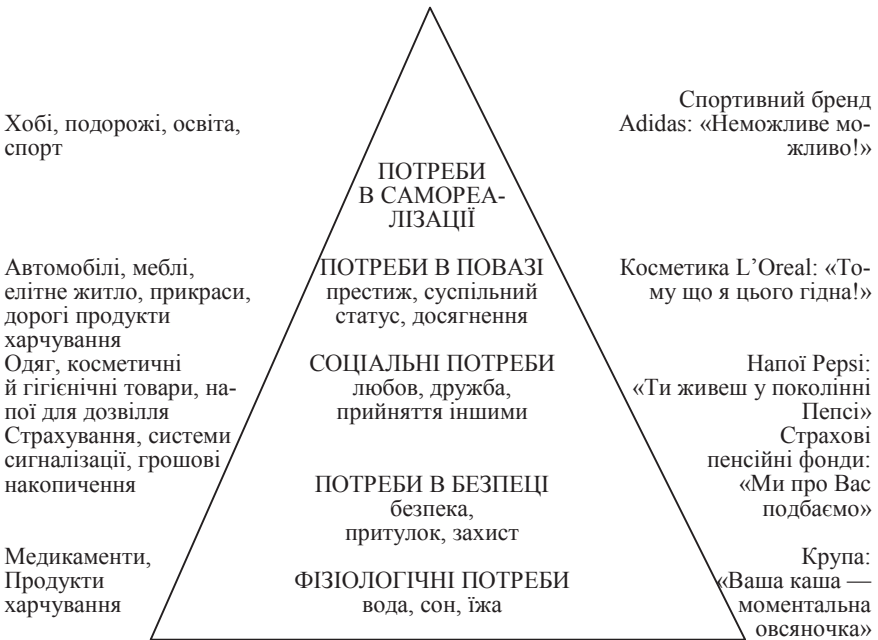 Хобі, подорожі, освіта,
спорт
ПОТРЕБИ
В САМОРЕА-
ЛІЗАЦІЇ
Спортивний бренд
Adidas: «Неможливе мо-
жливо!»
Автомобілі, меблі,
елітне житло, прикраси,
дорогі продукти
харчування
ПОТРЕБИ В ПОВАЗІ
престиж, суспільний
статус, досягнення
Косметика L’Oreal: «То-
му що я цього гідна!»
Одяг, косметичні
й гігієнічні товари, на-
пої для дозвілля
СОЦІАЛЬНІ ПОТРЕБИ
любов, дружба,
прийняття іншими
Напої Pepsi:
«Ти живеш у поколінні
Пепсі»
Страхування, системи
сигналізації, грошові
накопичення
ПОТРЕБИ В БЕЗПЕЦІ
безпека,
притулок, захист
Страхові
пенсійні фонди:
«Ми про Вас
подбаємо»
Медикаменти,
Продукти
харчування
ФІЗІОЛОГІЧНІ ПОТРЕБИ
вода, сон, їжа
Крупа:
«Ваша каша —
моментальна
овсяночка»